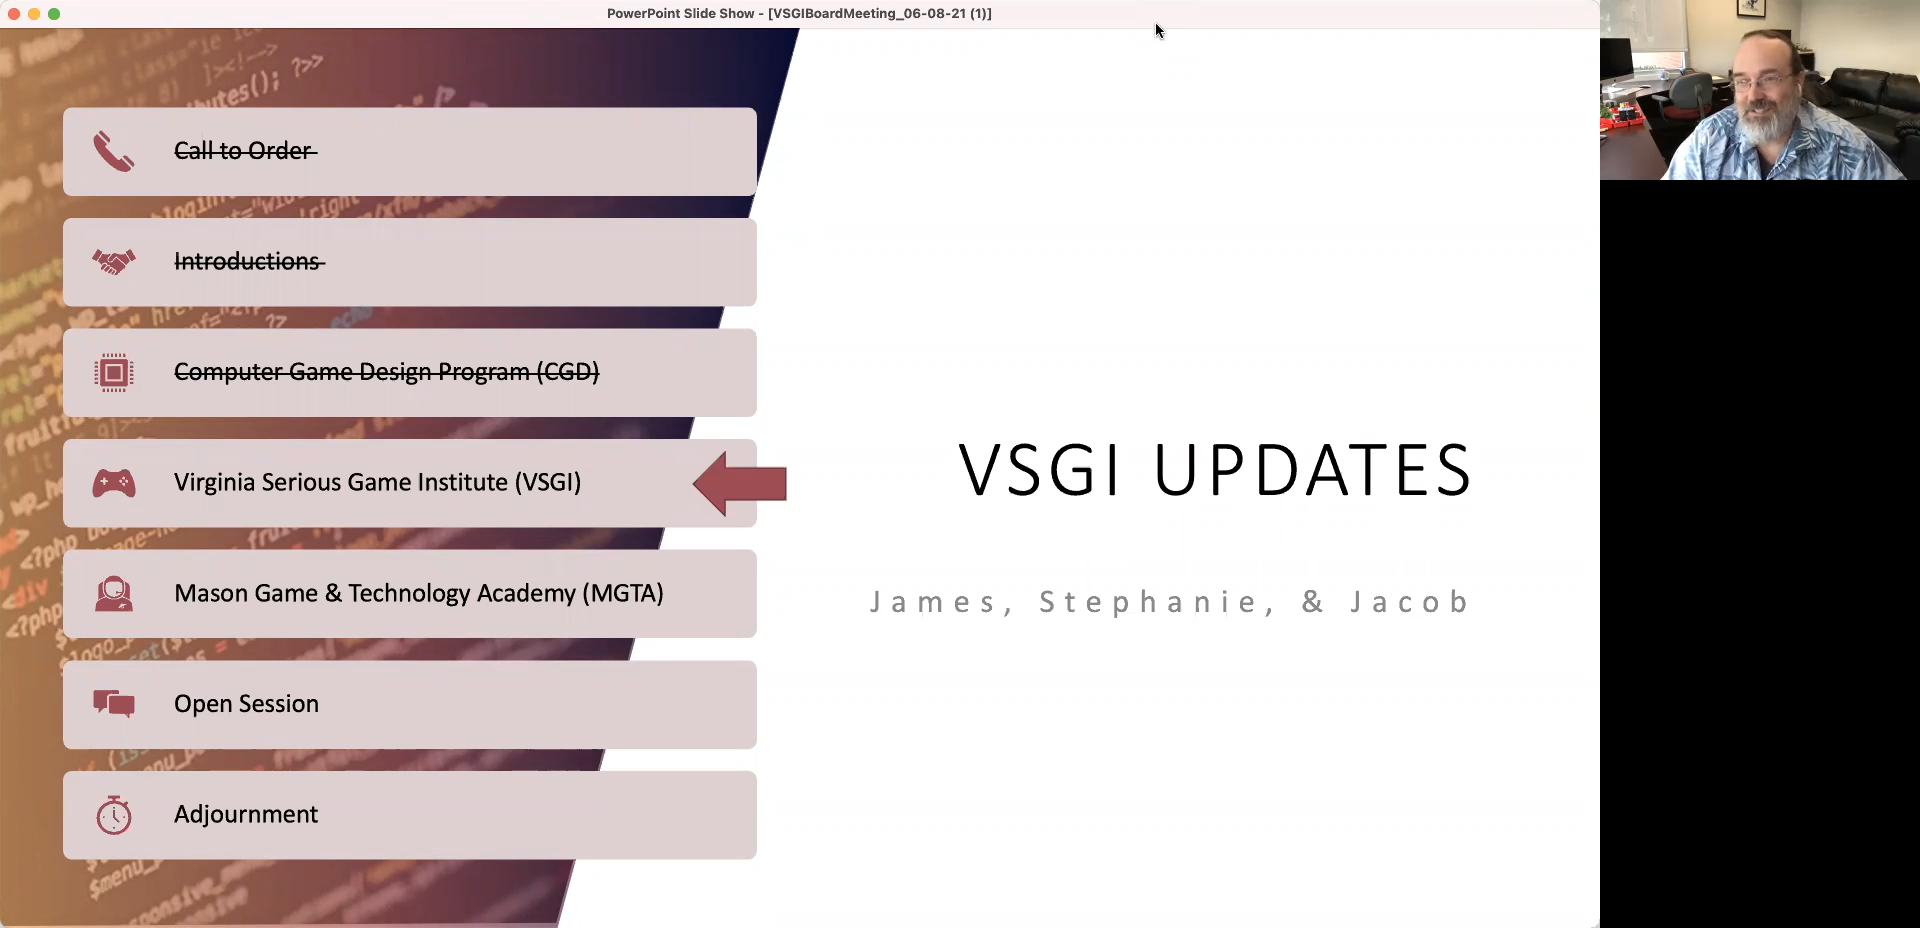 PowerPoint Slide Show - [VSGIBoardMeeting_06-08-21 (1)]
Call to Order
Introductions
Computer Game Design Program (CGD)
Virginia Serious Game Institute (VSGI)
Mason Game & Technology Academy (MGTA)
Open Session
Adjournment
VSGI UPDATES
James, Stephanie, & Jacob